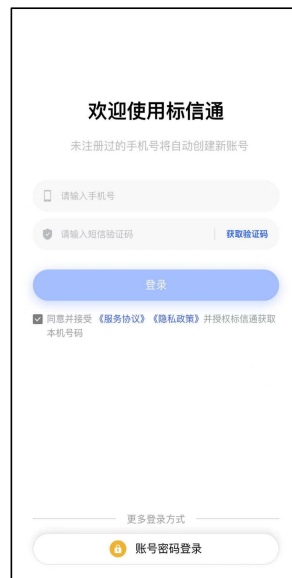 欢迎使用标信通
未注册过的手机号将自动创建新账号
请输入手机号
请输入短信验证码 获取验证码
登录
同意并接受《服务协议》《隐私政策》并授权标信通获取
本机号码
更多登录方式
账号密码登录